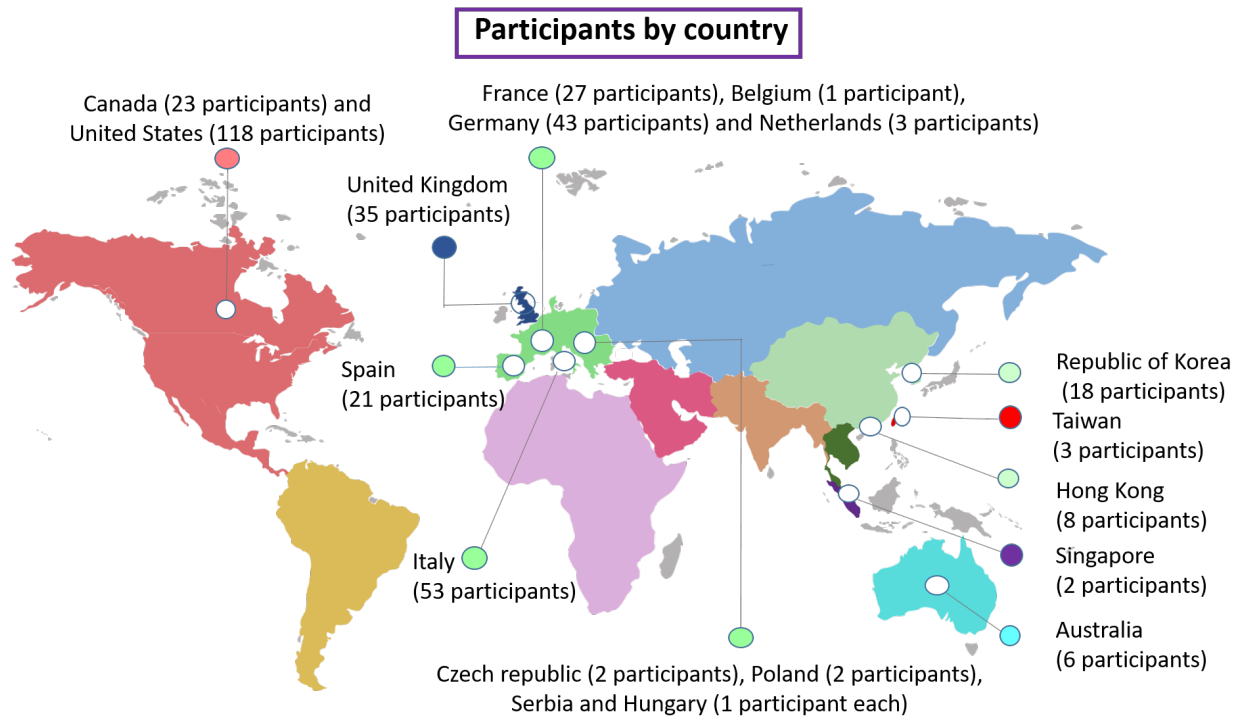 Participants by country
Canada (23 participants) and
United States (118 participants)
France (27 participants), Belgium (1 participant),
Germany (43 participants) and Netherlands (3 participants)
United Kingdom
(35 participants)
Spain
(21 participants)
Republic of Korea
(18 participants)
Taiwan
(3 participants)
Hong Kong
(8 participants)
Italy
(53 participants)
Singapore
(2 participants)
Australia
(6 participants)
Czech republic (2 participants), Poland (2 participants),
Serbia and Hungary (1 participant each)